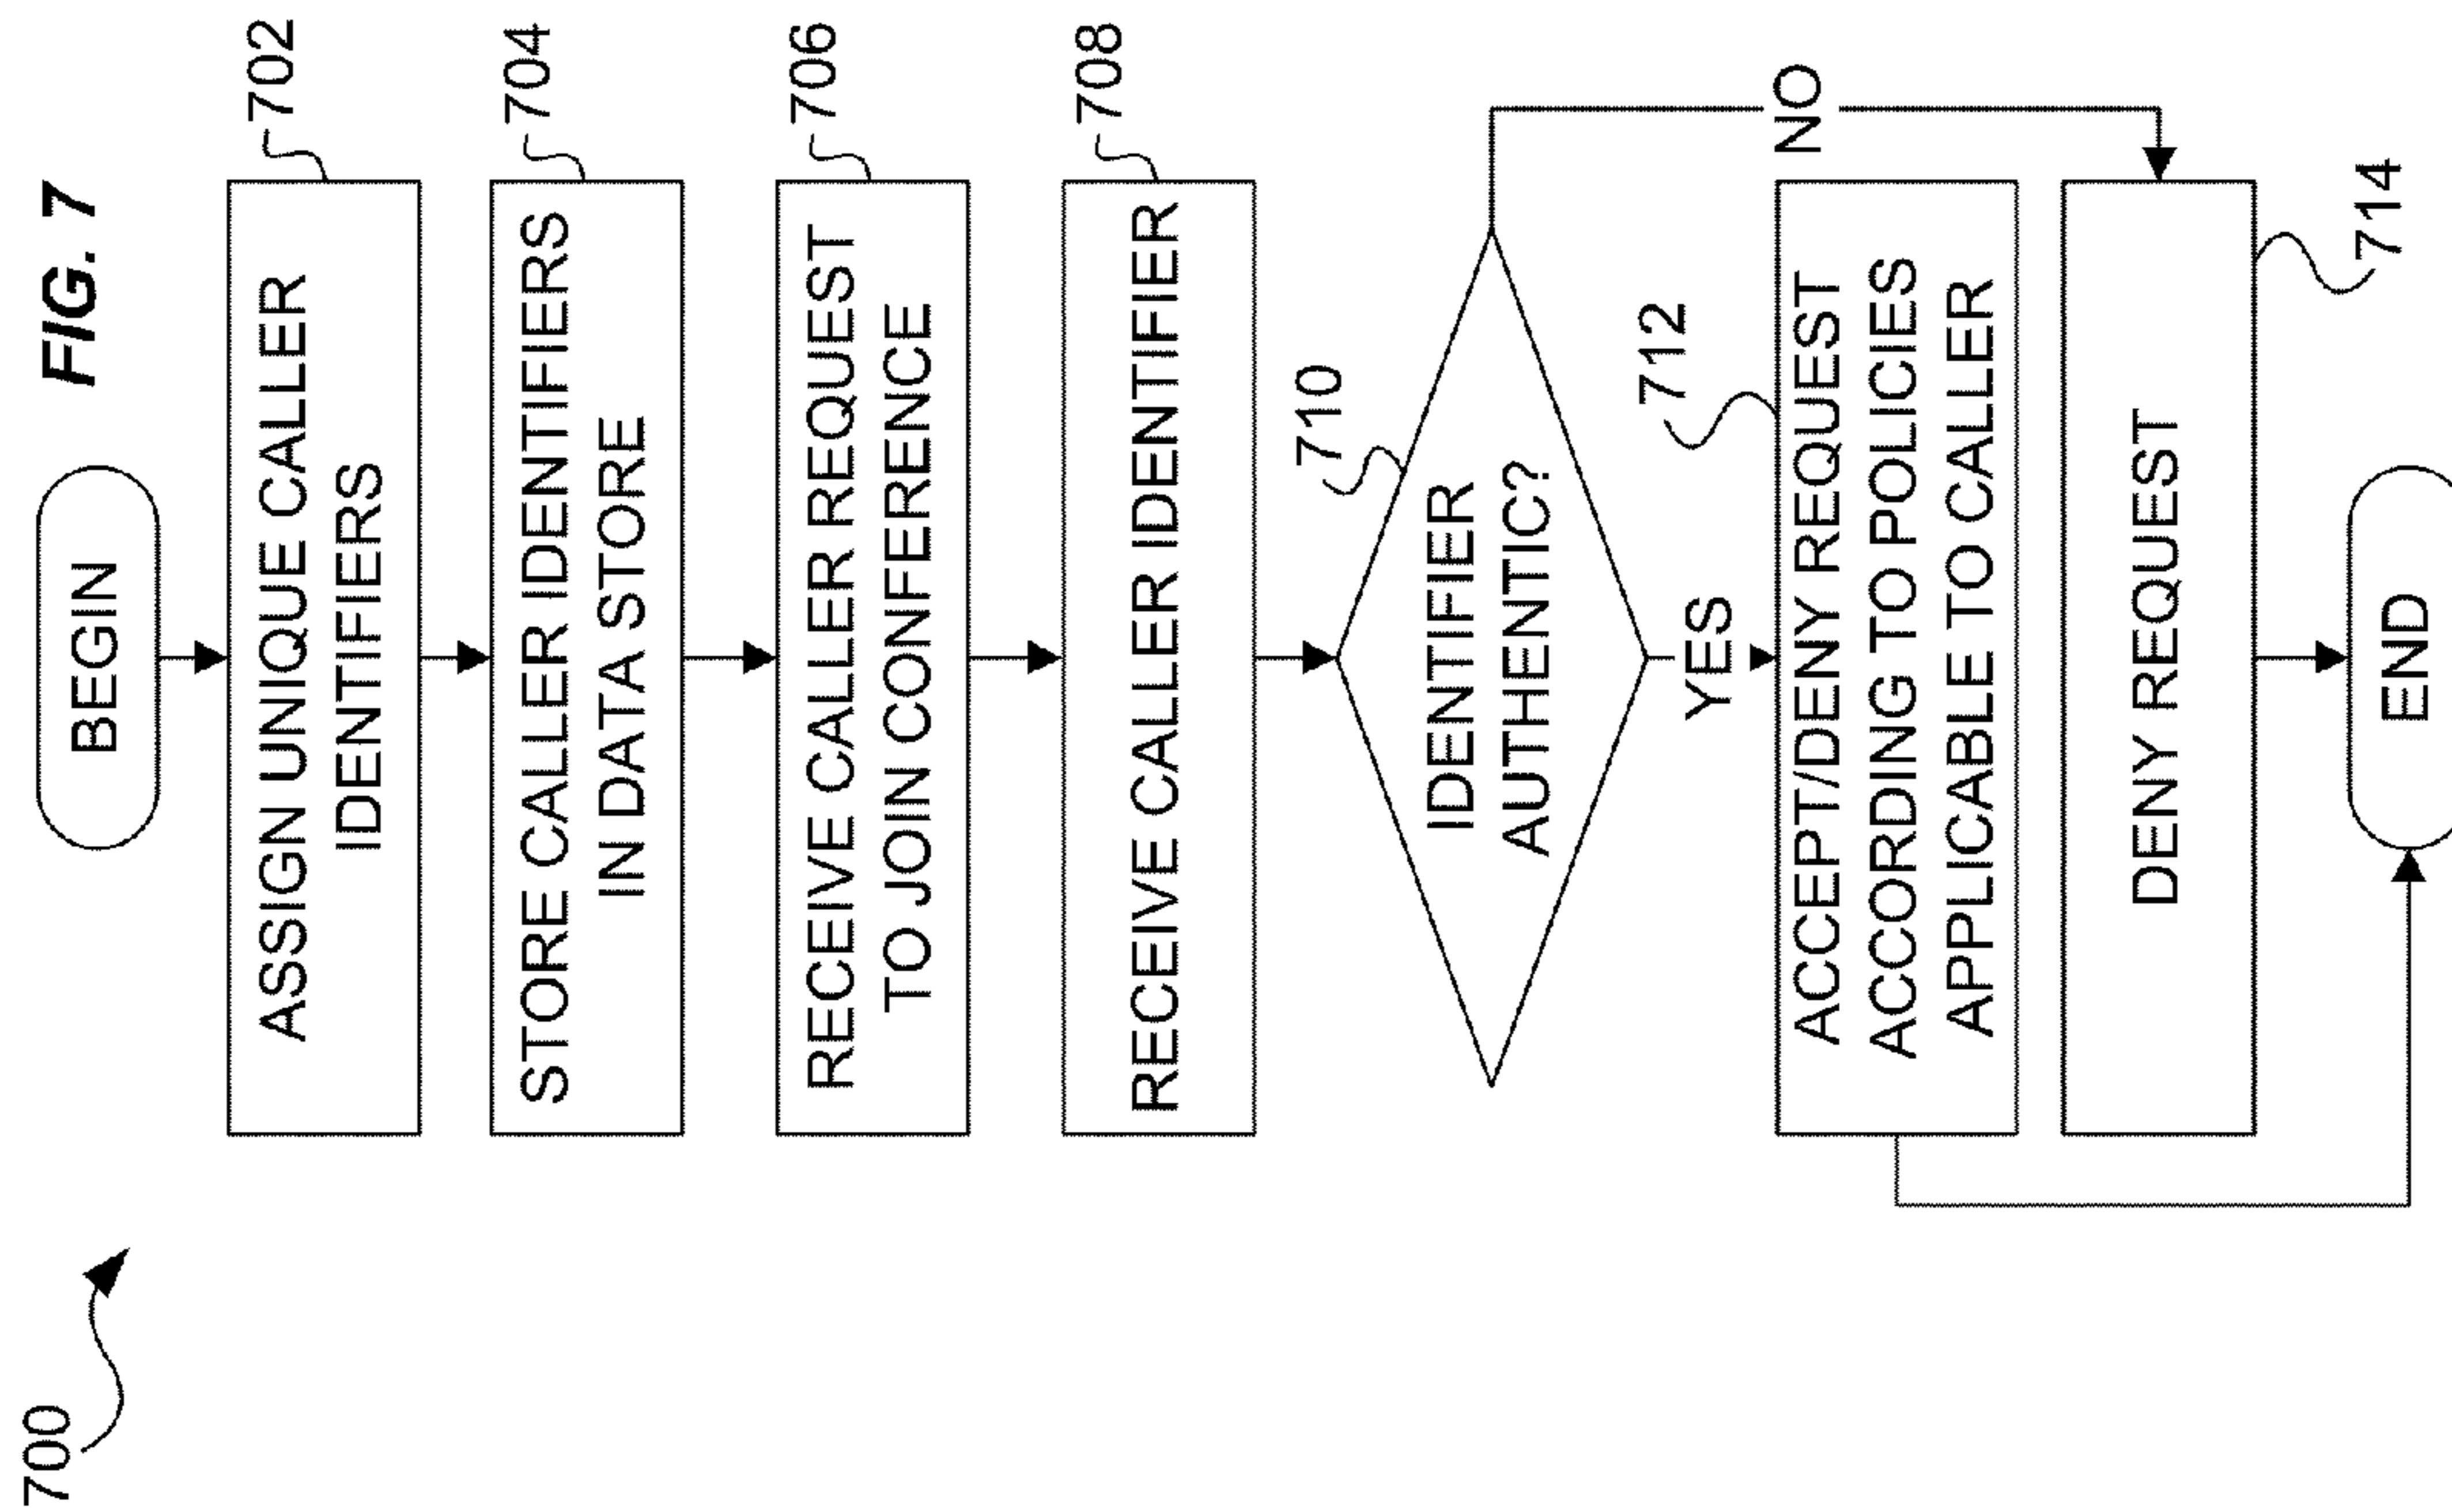 700
FIG. 7
BEGIN
702
ASSIGN UNIQUE CALLER
IDENTIFIERS
704
STORE CALLER IDENTIFIERS
IN DATA STORE
706
RECEIVE CALLER REQUEST
TO JOIN CONFERENCE
708
RECEIVE CALLER IDENTIFIER
710
IDENTIFIER
AUTHENTIC?
YES
NO
712
ACCEPT/DENY REQUEST
ACCORDING TO POLICIES
APPLICABLE TO CALLER
DENY REQUEST
714
END